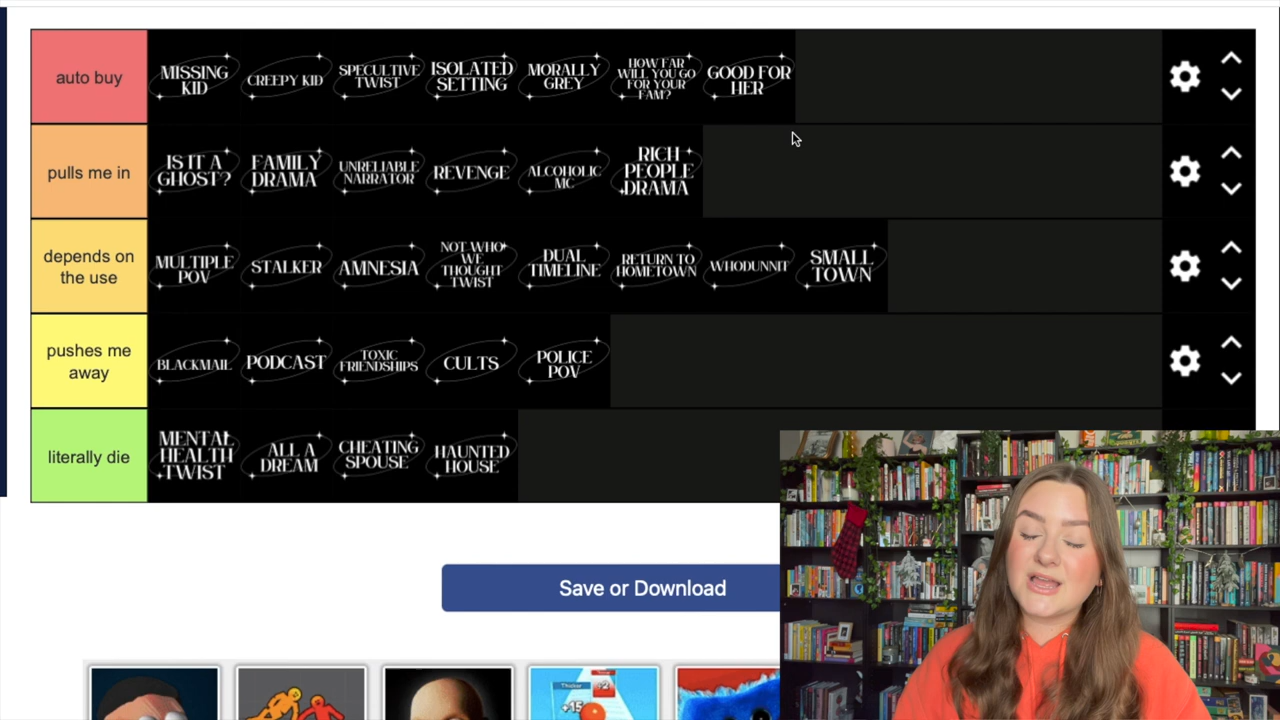 auto buy
MISSING
KID
CREEPY KID
SPECULTIVE
TWIST
ISOLATED
SETTING
MORALLY
GREY
HOW FAR
WILL YOU GO
FOR YOUR
FAM?
GOOD FOR
HER
pulls me in
IS IT A
GHOST?
FAMILY
DRAMA
UNRELIABLE
NARRATOR
REVENGE
ALCOHOLIC
MC
RICH
PEOPLE
DRAMA
depends on
the use
MULTIPLE
POV
STALKER
AMNESIA
NOT WHO
WE
THOUGHT
TWIST
DUAL
TIMELINE
RETURN TO
HOMETOWN
WHODUNNIT
SMALL
TOWN
pushes me
away
BLACKMAIL
PODCAST
TOXIC
FRIENDSHIPS
CULTS
POLICE
POV
literally die
MENTAL
HEALTH
TWIST
ALL A
DREAM
CHEATING
SPOUSE
HAUNTED
HOUSE
Save or Download
+2
+15